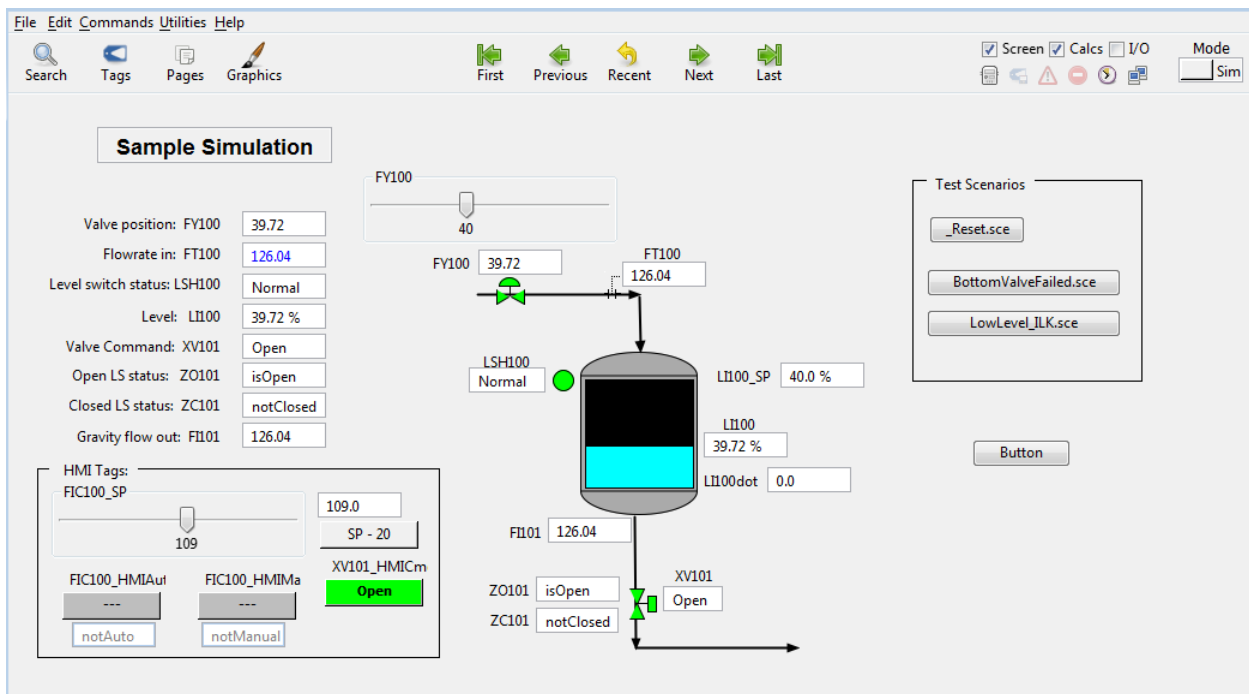 File Edit Commands Utilities Help
Search Tags Pages Graphics First Previous Recent Next Last Screen Calcs I/O Mode Sim
Sample Simulation
Valve position: FY100 39.72
Flowrate in: FT100 126.04
Level switch status: LSH100 Normal
Level: LI100 39.72 %
Valve Command: XV101 Open
Open LS status: ZO101 isOpen
Closed LS status: ZC101 notClosed
Gravity flow out: FI101 126.04
HMI Tags:
FIC100_SP
109
109.0
SP - 20
FIC100_HMIAut
---
notAuto
FIC100_HMIMa
---
notManual
XV101_HMICm
Open
FY100
40
FY100 39.72
FT100
126.04
LSH100
Normal
LI100_SP 40.0 %
LI100
39.72 %
LI100dot 0.0
FI101 126.04
ZO101 isOpen
ZC101 notClosed
XV101
Open
Test Scenarios
_Reset.sce
BottomValveFailed.sce
LowLevel_ILK.sce
Button